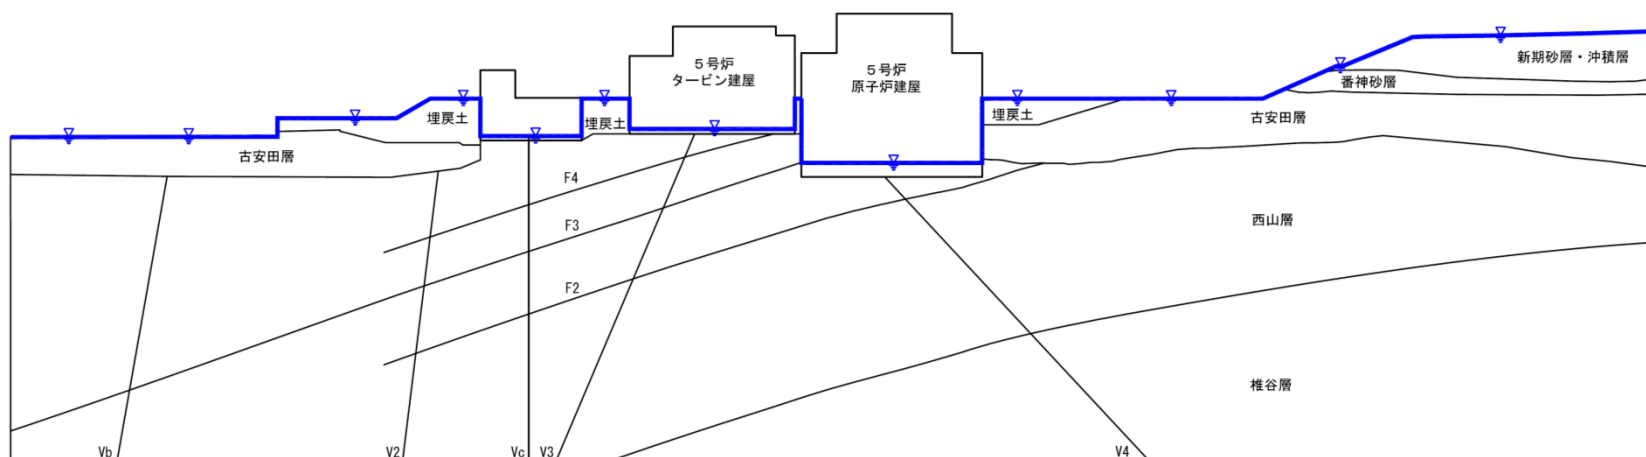 新期砂層・沖積層
5号炉
タービン建屋
5号炉
原子炉建屋
番神砂層
埋戻土
埋戻土
埋戻土
古安田層
古安田層
F4
F3
西山層
F2
椎谷層
Vb
V2
Vc
V3
V4